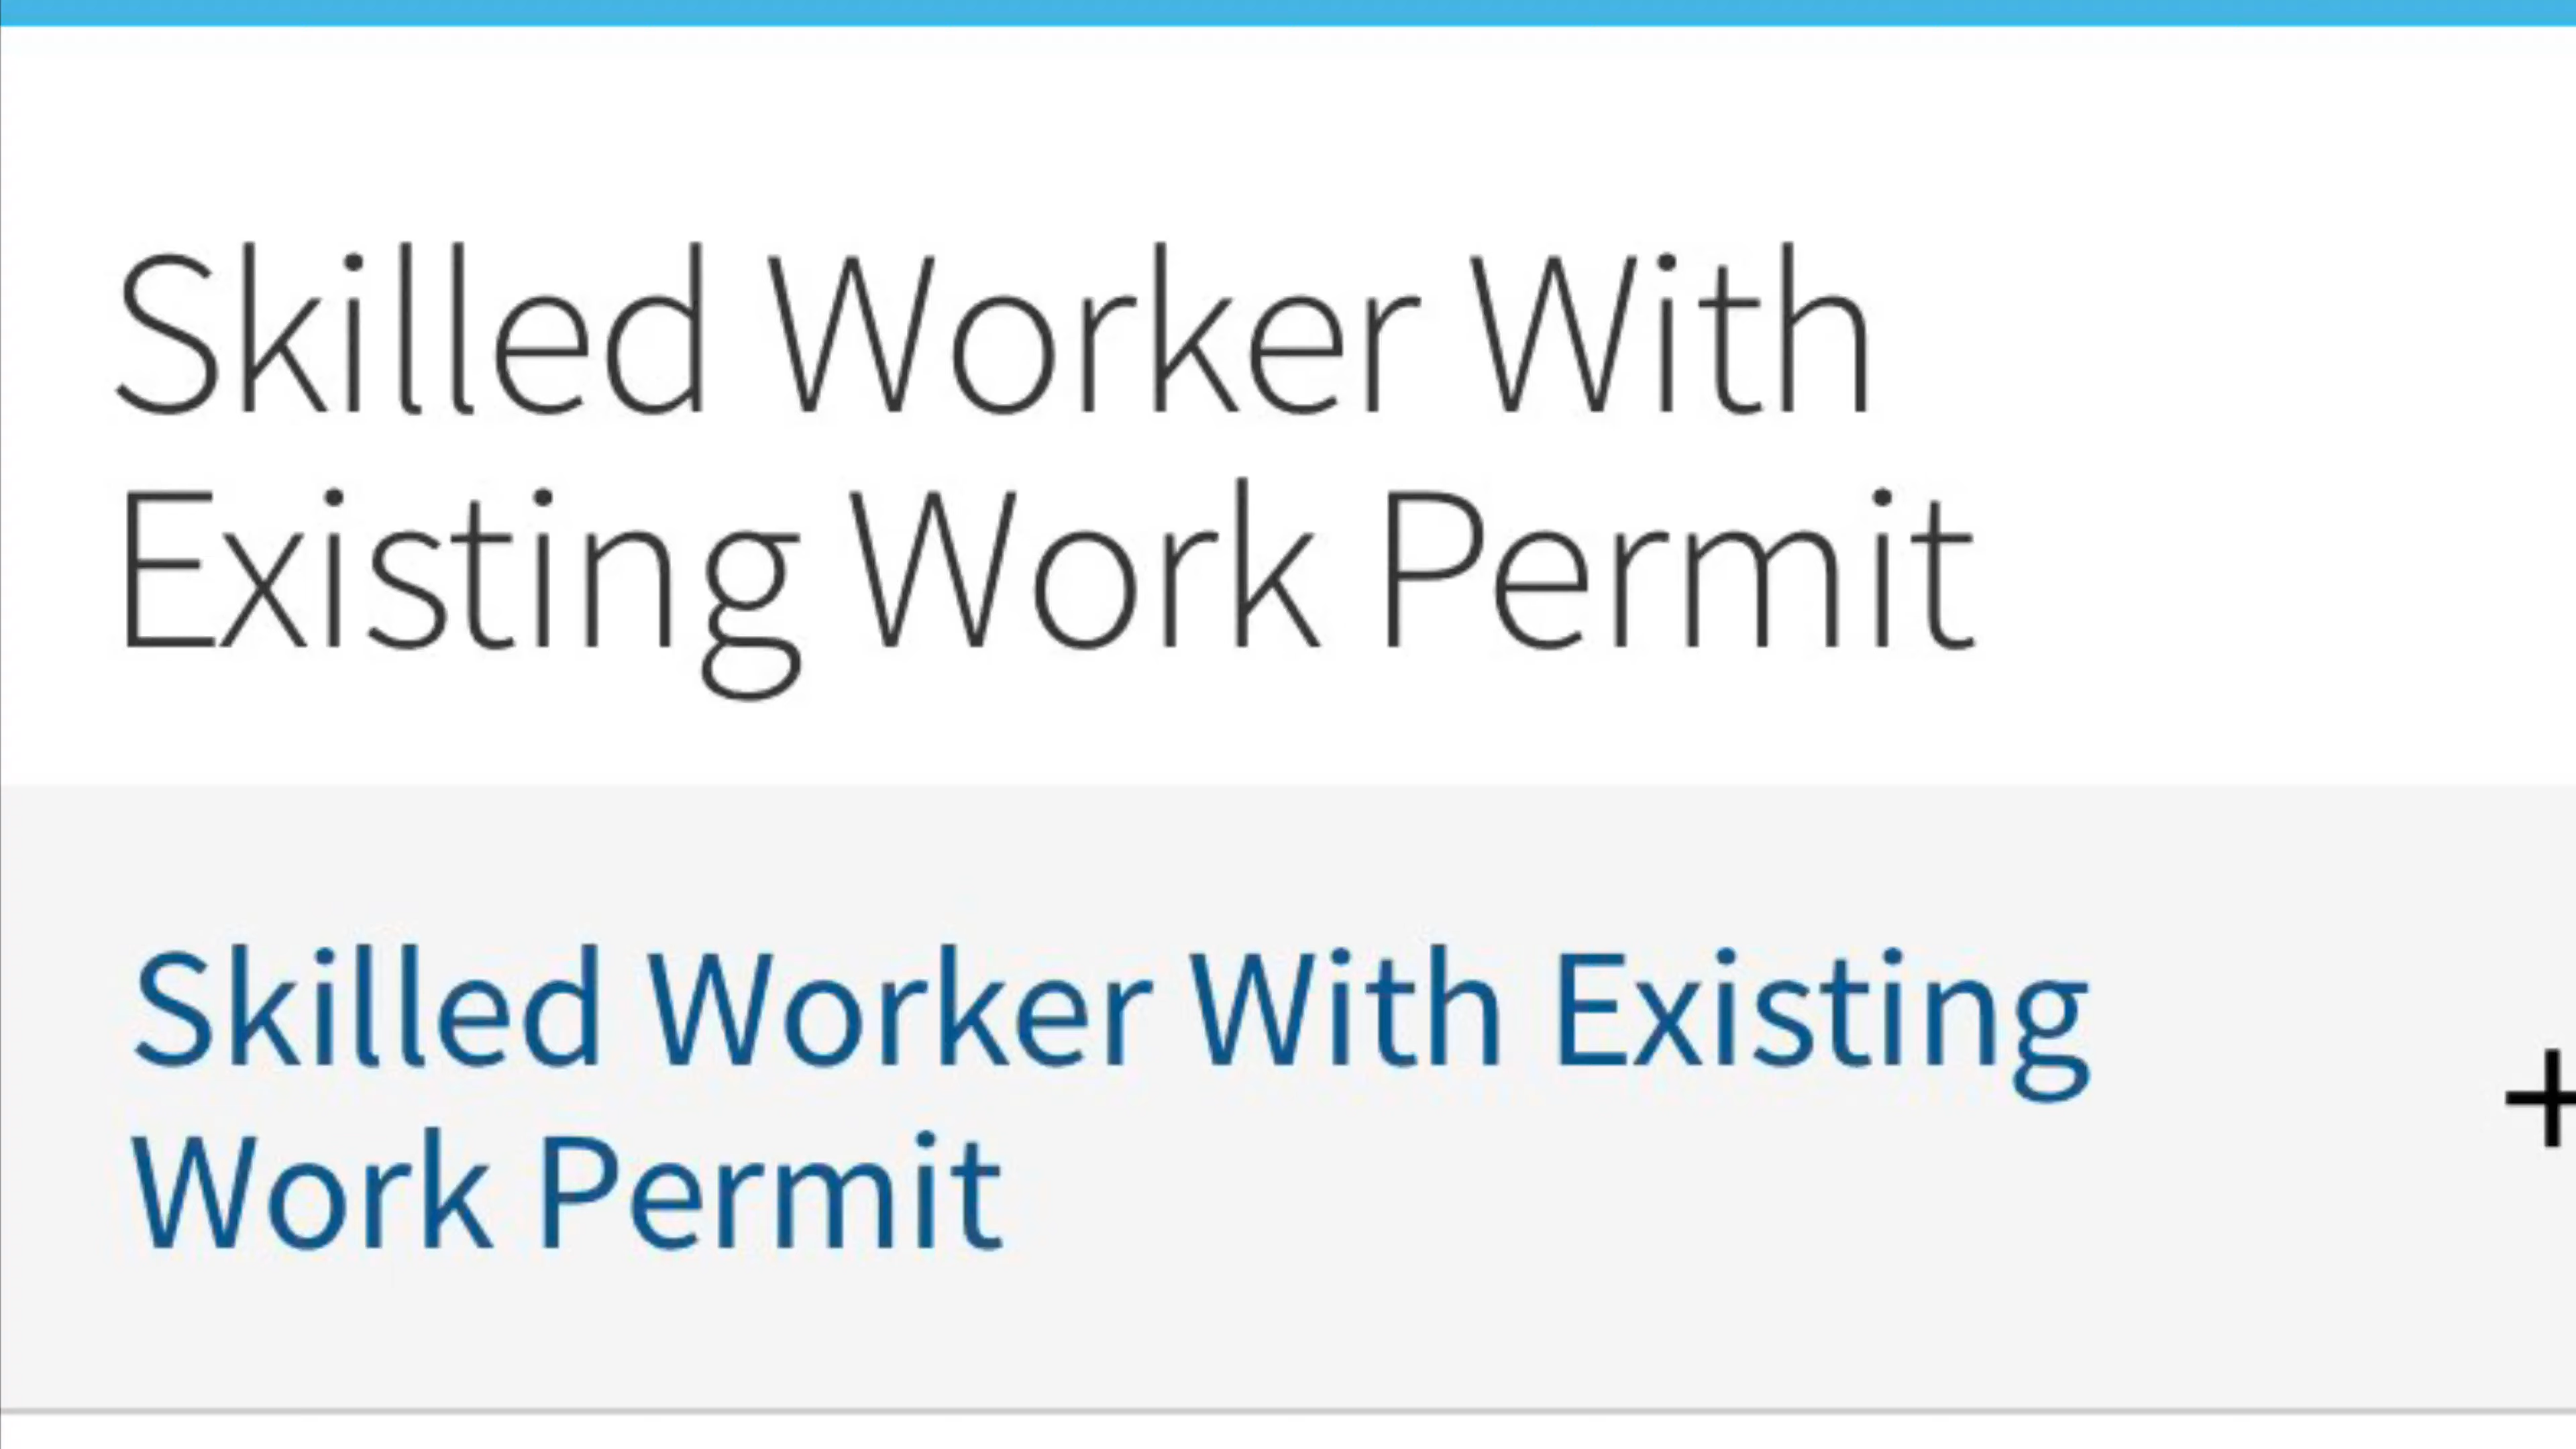 Skilled Worker With
Existing Work Permit
Skilled Worker With Existing
Work Permit
+